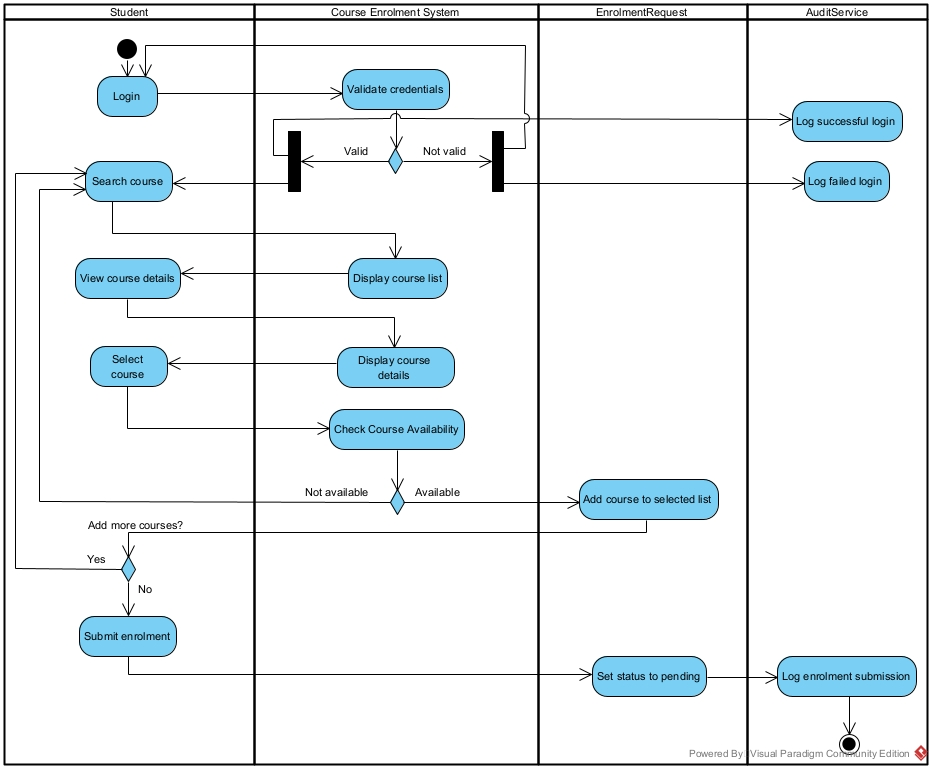 Student
Course Enrolment System
EnrolmentRequest
AuditService
Login
Validate credentials
Log successful login
Valid
Not valid
Search course
Log failed login
View course details
Display course list
Select
course
Display course
details
Check Course Availability
Not available
Available
Add course to selected list
Add more courses?
Yes
No
Submit enrolment
Set status to pending
Log enrolment submission
Powered By Visual Paradigm Community Edition